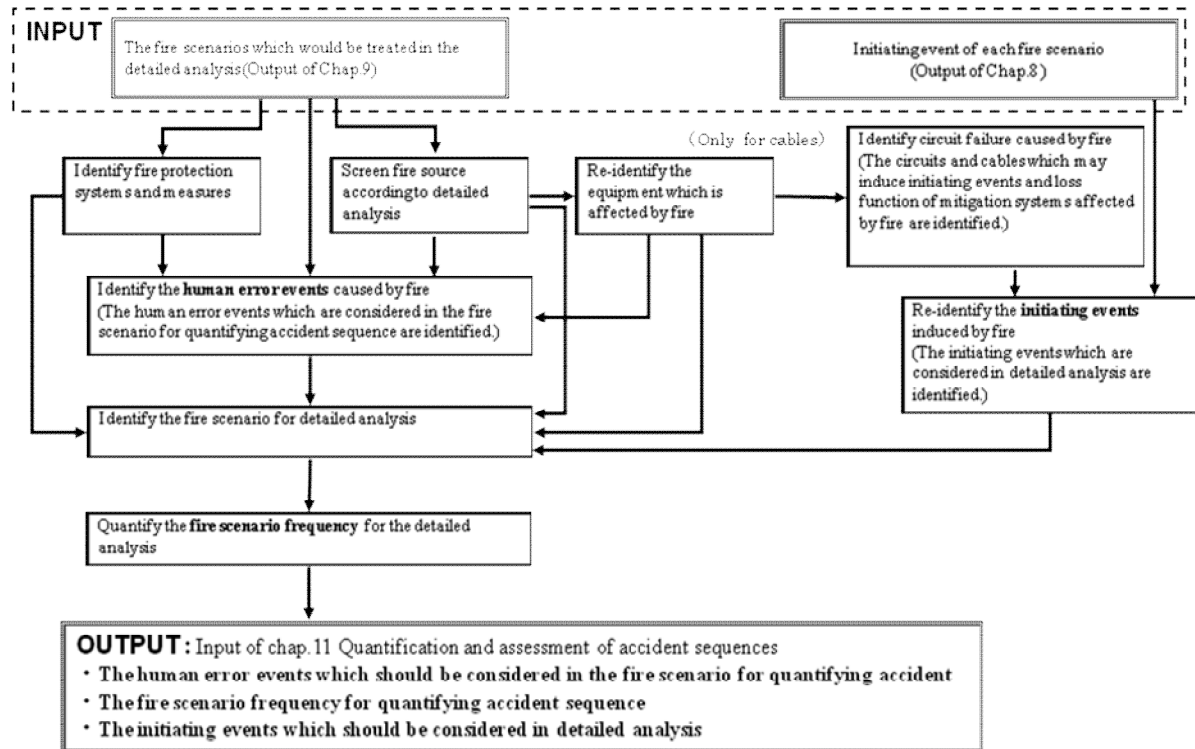 INPUT
The fire scenarios which would be treated in the
detailed analysis(Output of Chap.9)
Initiatingevent of each fire scenario
(Output of Chap.8)
Identify fire protection
systems and measures
Screen fire source
accordingto detailed
analysis
(Only for cables)
Re-identify the
equipment which is
affected by fire
Identify circuit failure caused by fire
(The circuits and cables which may
induce initiating events and loss
function of mitigation systems affected
by fire are identified.)
Identify the human error events caused by fire
(The human error events which are considered in the fire
scenario for quantifying accident sequence are identified.)
Re-identify the initiating events
induced by fire
(The initiating events which are
considered in detailed analysis are
identified.)
Identify the fire scenario for detailed analysis
Quantify the fire scenario frequency for the detailed
analysis
OUTPUT: Input of chap.11 Quantification and assessment of accident sequences
・The human error events which should be considered in the fire scenario for quantifying accident
・The fire scenario frequency for quantifying accident sequence
・The initiating events which should be considered in detailed analysis